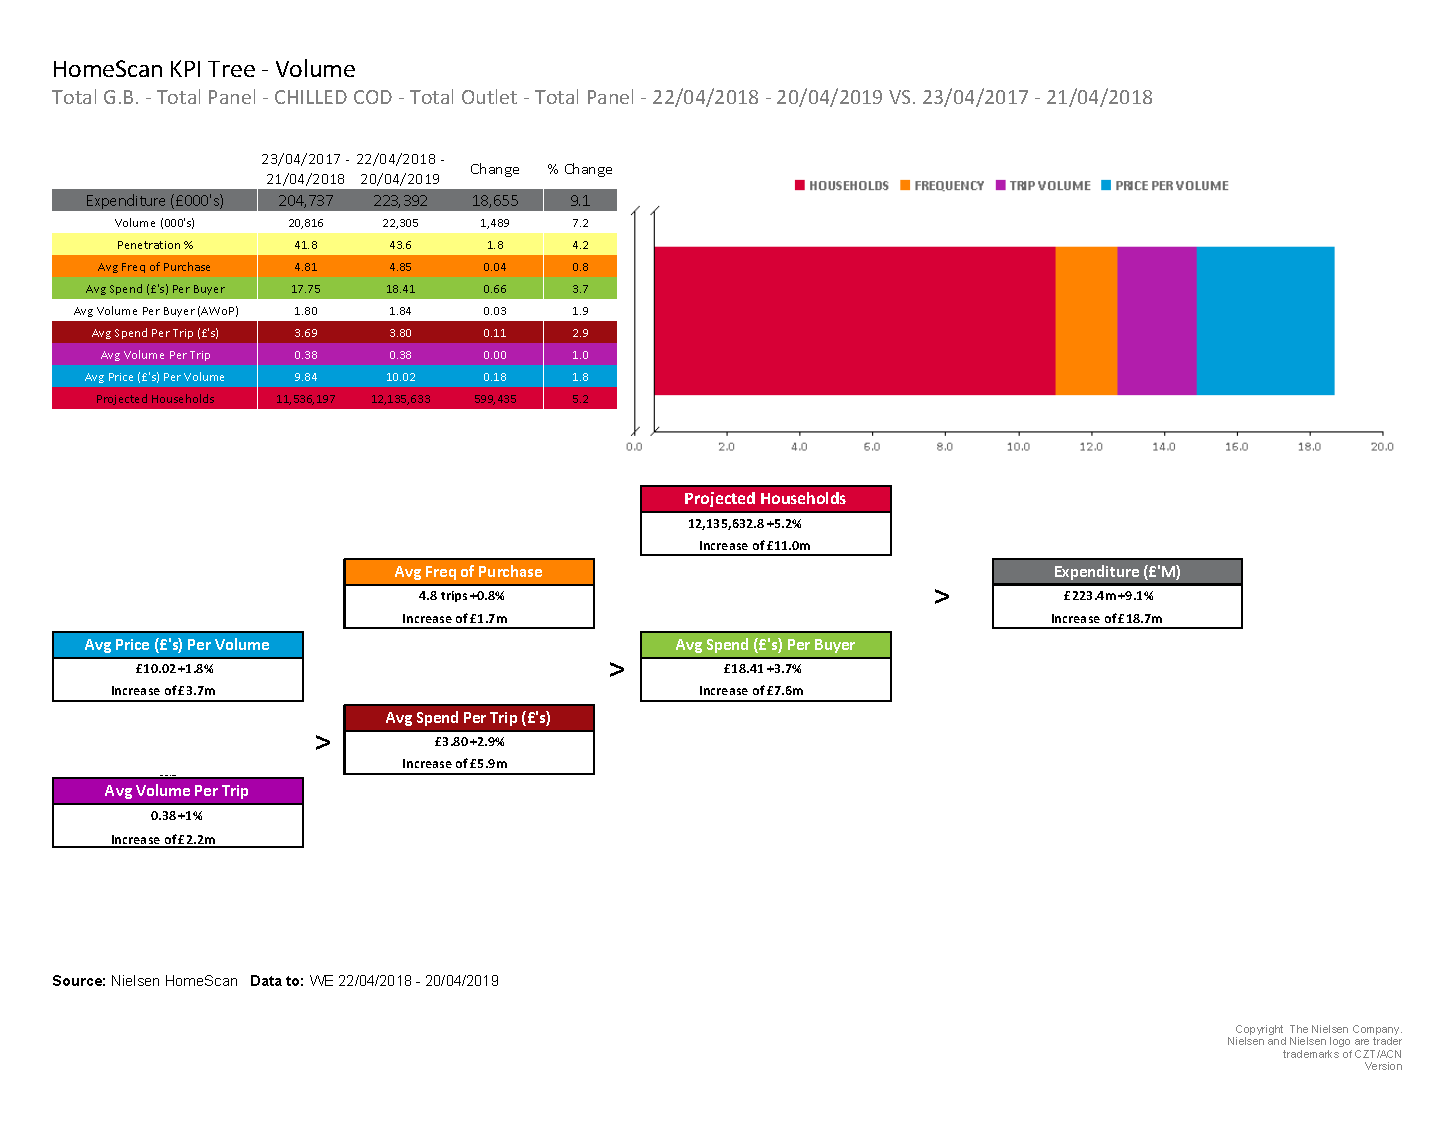 HomeScan KPI Tree - Volume
Total G.B. - Total Panel - CHILLED COD - Total Outlet - Total Panel - 22/04/2018 - 20/04/2019 VS. 23/04/2017 - 21/04/2018
23/04/2017 - 21/04/2018 22/04/2018 - 20/04/2019 Change % Change
Expenditure (£000's) 204,737 223,392 18,655 9.1
Volume (000's) 20,816 22,305 1,489 7.2
Penetration % 41.8 43.6 1.8 4.2
Avg Freq of Purchase 4.81 4.85 0.04 0.8
Avg Spend (£'s) Per Buyer 17.75 18.41 0.66 3.7
Avg Volume Per Buyer (AWoP) 1.80 1.84 0.03 1.9
Avg Spend Per Trip (£'s) 3.69 3.80 0.11 2.9
Avg Volume Per Trip 0.38 0.38 0.00 1.0
Avg Price (£'s) Per Volume 9.84 10.02 0.18 1.8
Projected Households 11,536,197 12,135,633 599,435 5.2
HOUSEHOLDS FREQUENCY TRIP VOLUME PRICE PER VOLUME
0.0 2.0 4.0 6.0 8.0 10.0 12.0 14.0 16.0 18.0 20.0
Projected Households
12,135,632.8 +5.2%
Increase of £11.0m
Avg Freq of Purchase
4.8 trips +0.8%
Increase of £1.7m
>
Expenditure (£'M)
£223.4m +9.1%
Increase of £18.7m
Avg Price (£'s) Per Volume
£10.02 +1.8%
Increase of £3.7m
>
Avg Spend (£'s) Per Buyer
£18.41 +3.7%
Increase of £7.6m
>
Avg Spend Per Trip (£'s)
£3.80 +2.9%
Increase of £5.9m
Avg Volume Per Trip
0.38 +1%
Increase of £2.2m
Source: Nielsen HomeScan Data to: WE 22/04/2018 - 20/04/2019
Copyright The Nielsen Company.
Nielsen and Nielsen logo are trader
trademarks of CZT/ACN
Version